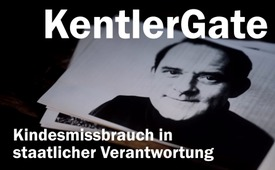 KentlerGate
Kindesmissbrauch in
staatlicher Verantwortung